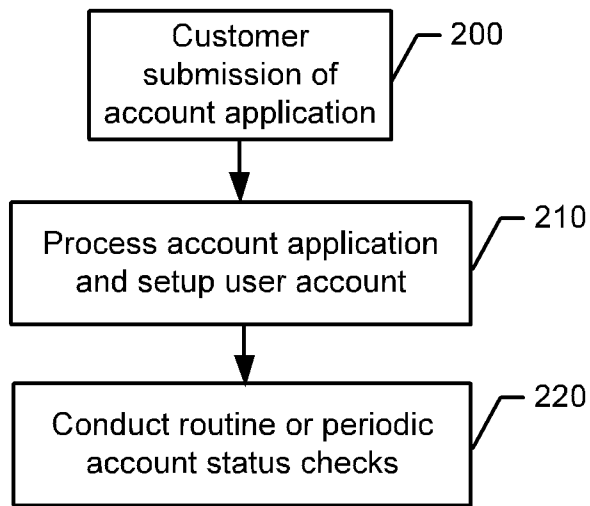 Customer
submission of
account application
200
Process account application
and setup user account
210
Conduct routine or periodic
account status checks
220